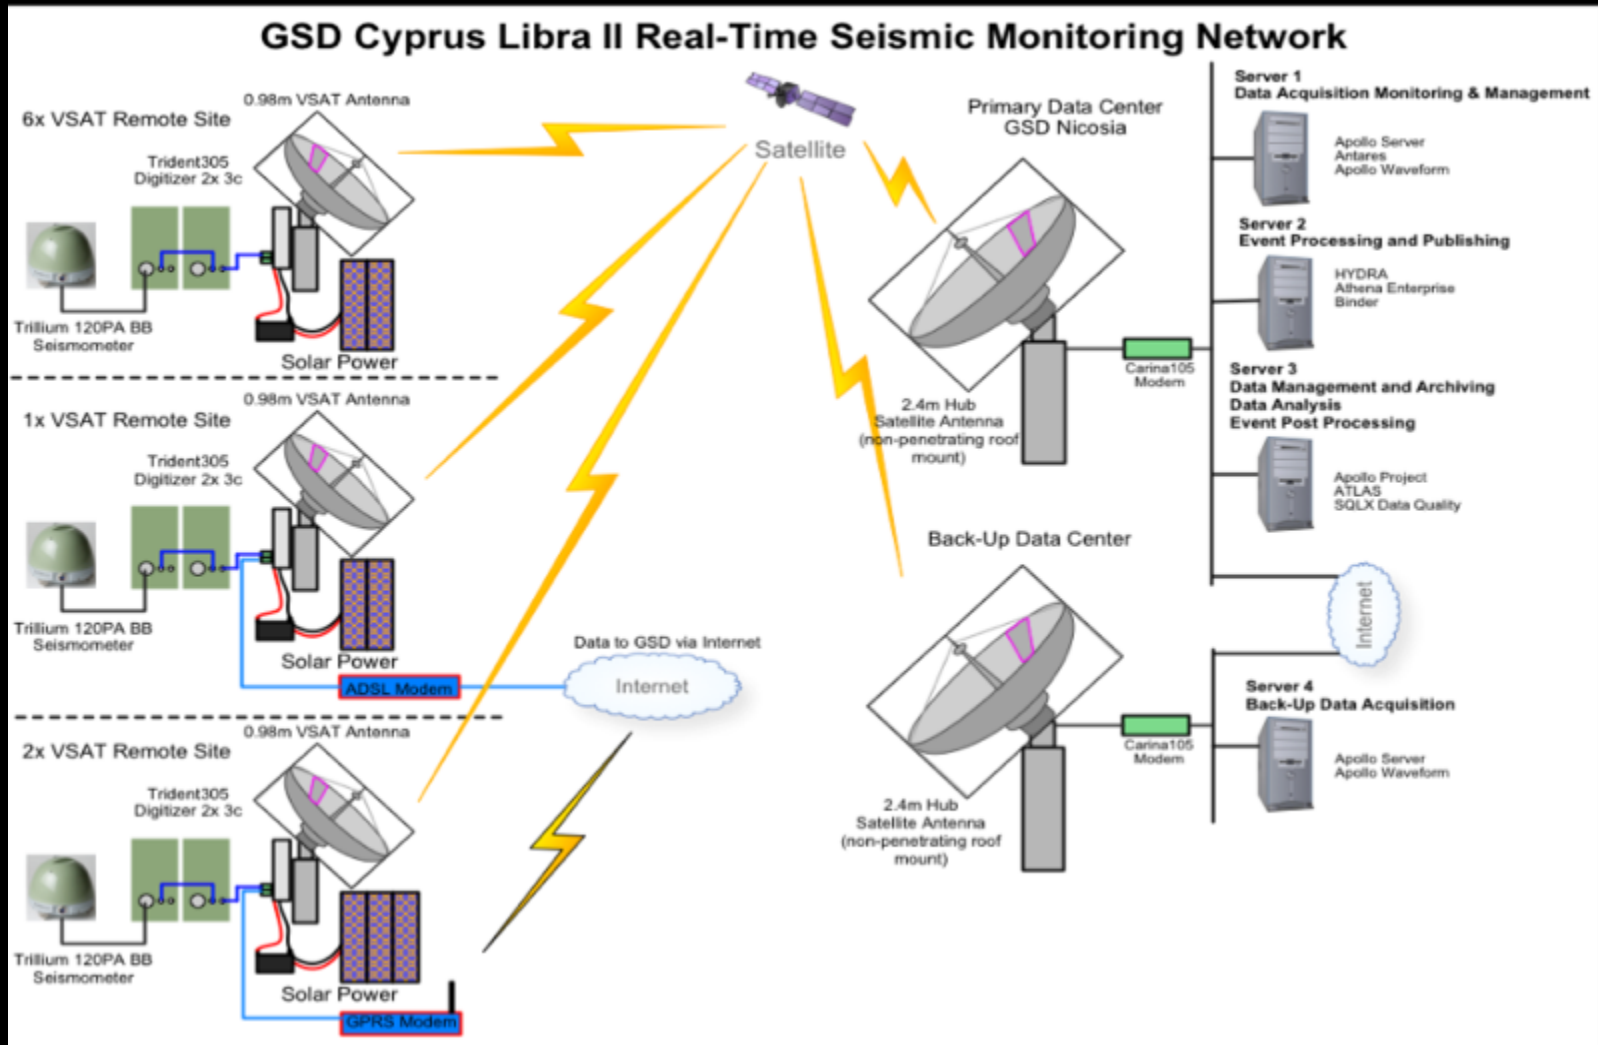 GSD Cyprus Libra II Real-Time Seismic Monitoring Network
6x VSAT Remote Site
0.98m VSAT Antenna
Trident305
Digitizer 2x 3c
Trillium 120PA BB
Seismometer
Solar Power
1x VSAT Remote Site
0.98m VSAT Antenna
Trident305
Digitizer 2x 3c
Trillium 120PA BB
Seismometer
Solar Power
ADSL Modem
Data to GSD via Internet
Internet
2x VSAT Remote Site
0.98m VSAT Antenna
Trident305
Digitizer 2x 3c
Trillium 120PA BB
Seismometer
Solar Power
GPRS Modem
Satellite
Primary Data Center
GSD Nicosia
2.4m Hub
Satellite Antenna
(non-penetrating roof
mount)
Carina105
Modem
Back-Up Data Center
2.4m Hub
Satellite Antenna
(non-penetrating roof
mount)
Carina105
Modem
Server 1
Data Acquisition Monitoring & Management
Apollo Server
Antares
Apollo Waveform
Server 2
Event Processing and Publishing
HYDRA
Athena Enterprise
Binder
Server 3
Data Management and Archiving
Data Analysis
Event Post Processing
Apollo Project
ATLAS
SQLX Data Quality
Internet
Server 4
Back-Up Data Acquisition
Apollo Server
Apollo Waveform